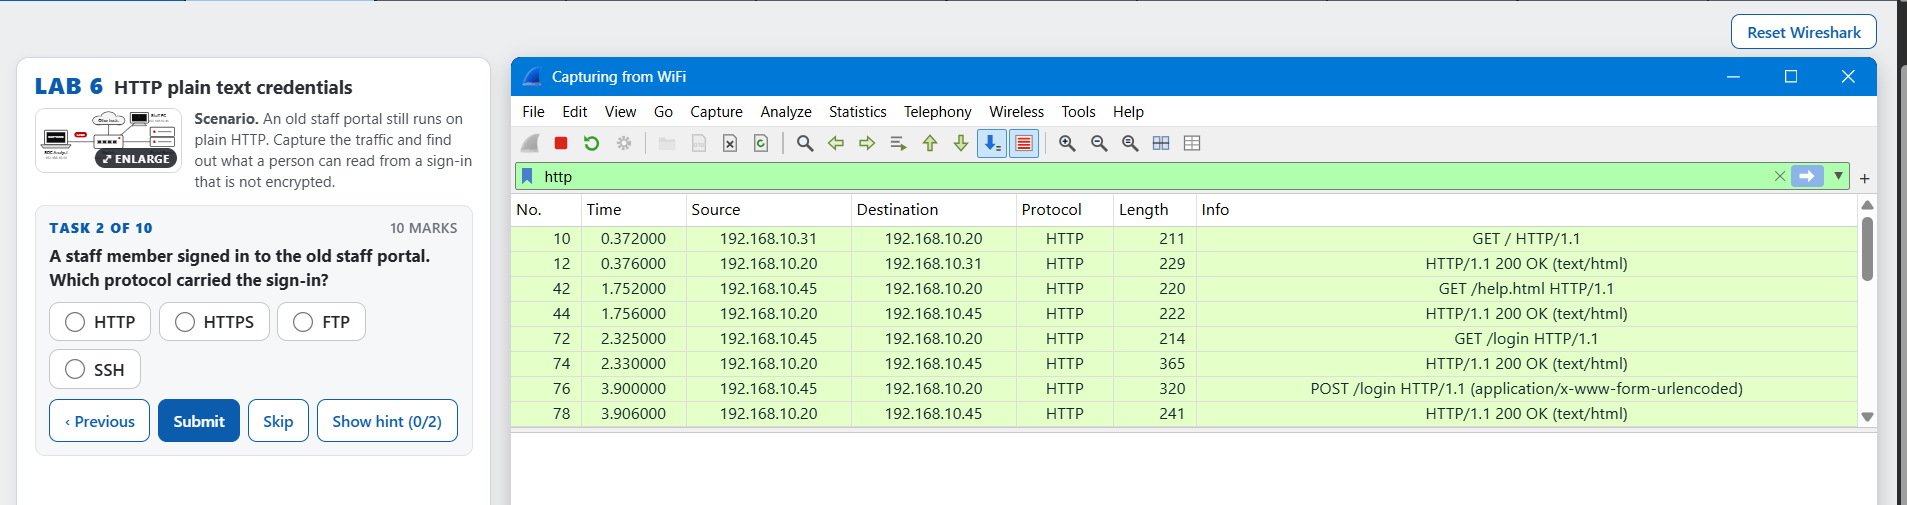 Reset Wireshark
LAB 6 HTTP plain text credentials
ENLARGE
Scenario. An old staff portal still runs on
plain HTTP. Capture the traffic and find
out what a person can read from a sign-in
that is not encrypted.
TASK 2 OF 10 10 MARKS
A staff member signed in to the old staff portal.
Which protocol carried the sign-in?
HTTP HTTPS FTP
SSH
‹ Previous Submit Skip Show hint (0/2)
Capturing from WiFi
File Edit View Go Capture Analyze Statistics Telephony Wireless Tools Help
http
No. Time Source Destination Protocol Length Info
10 0.372000 192.168.10.31 192.168.10.20 HTTP 211 GET / HTTP/1.1
12 0.376000 192.168.10.20 192.168.10.31 HTTP 229 HTTP/1.1 200 OK (text/html)
42 1.752000 192.168.10.45 192.168.10.20 HTTP 220 GET /help.html HTTP/1.1
44 1.756000 192.168.10.20 192.168.10.45 HTTP 222 HTTP/1.1 200 OK (text/html)
72 2.325000 192.168.10.45 192.168.10.20 HTTP 214 GET /login HTTP/1.1
74 2.330000 192.168.10.20 192.168.10.45 HTTP 365 HTTP/1.1 200 OK (text/html)
76 3.900000 192.168.10.45 192.168.10.20 HTTP 320 POST /login HTTP/1.1 (application/x-www-form-urlencoded)
78 3.906000 192.168.10.20 192.168.10.45 HTTP 241 HTTP/1.1 200 OK (text/html)